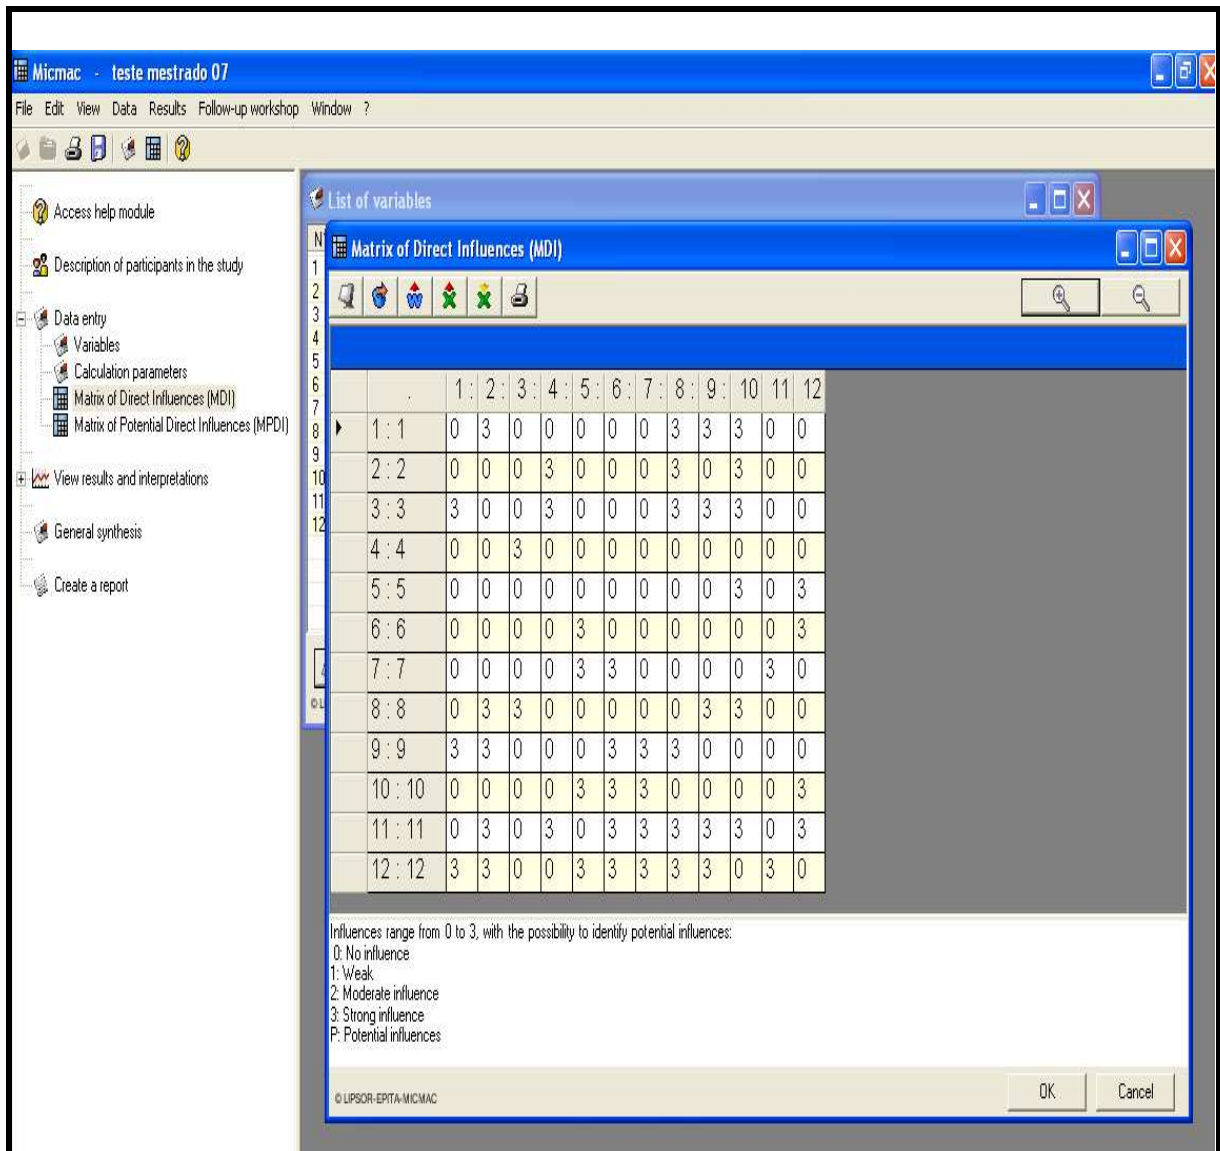 Micmac - teste mestrado 07
File Edit View Data Results Follow-up workshop Window ?
Access help module
Description of participants in the study
Data entry
Variables
Calculation parameters
Matrix of Direct Influences (MDI)
Matrix of Potential Direct Influences (MPDI)
View results and interpretations
General synthesis
Create a report
List of variables
N
1
2
3
4
5
6
7
8
9
10
11
12
Matrix of Direct Influences (MDI)
. 1 : 2 : 3 : 4 : 5 : 6 : 7 : 8 : 9 : 10 11 12
1 : 1 0 3 0 0 0 0 0 3 3 3 0 0
2 : 2 0 0 0 3 0 0 0 3 0 3 0 0
3 : 3 3 0 0 3 0 0 0 3 3 3 0 0
4 : 4 0 0 3 0 0 0 0 0 0 0 0 0
5 : 5 0 0 0 0 0 0 0 0 0 3 0 3
6 : 6 0 0 0 0 3 0 0 0 0 0 0 3
7 : 7 0 0 0 0 3 3 0 0 0 0 3 0
8 : 8 0 3 3 0 0 0 0 0 3 3 0 0
9 : 9 3 3 0 0 0 3 3 3 0 0 0 0
10 : 10 0 0 0 0 3 3 3 0 0 0 0 3
11 : 11 0 3 0 3 0 3 3 3 3 3 0 3
12 : 12 3 3 0 0 3 3 3 3 3 0 3 0
Influences range from 0 to 3, with the possibility to identify potential influences:
0: No influence
1: Weak
2: Moderate influence
3: Strong influence
P: Potential influences
© LIPSOR-EPITA-MICMAC
OK Cancel